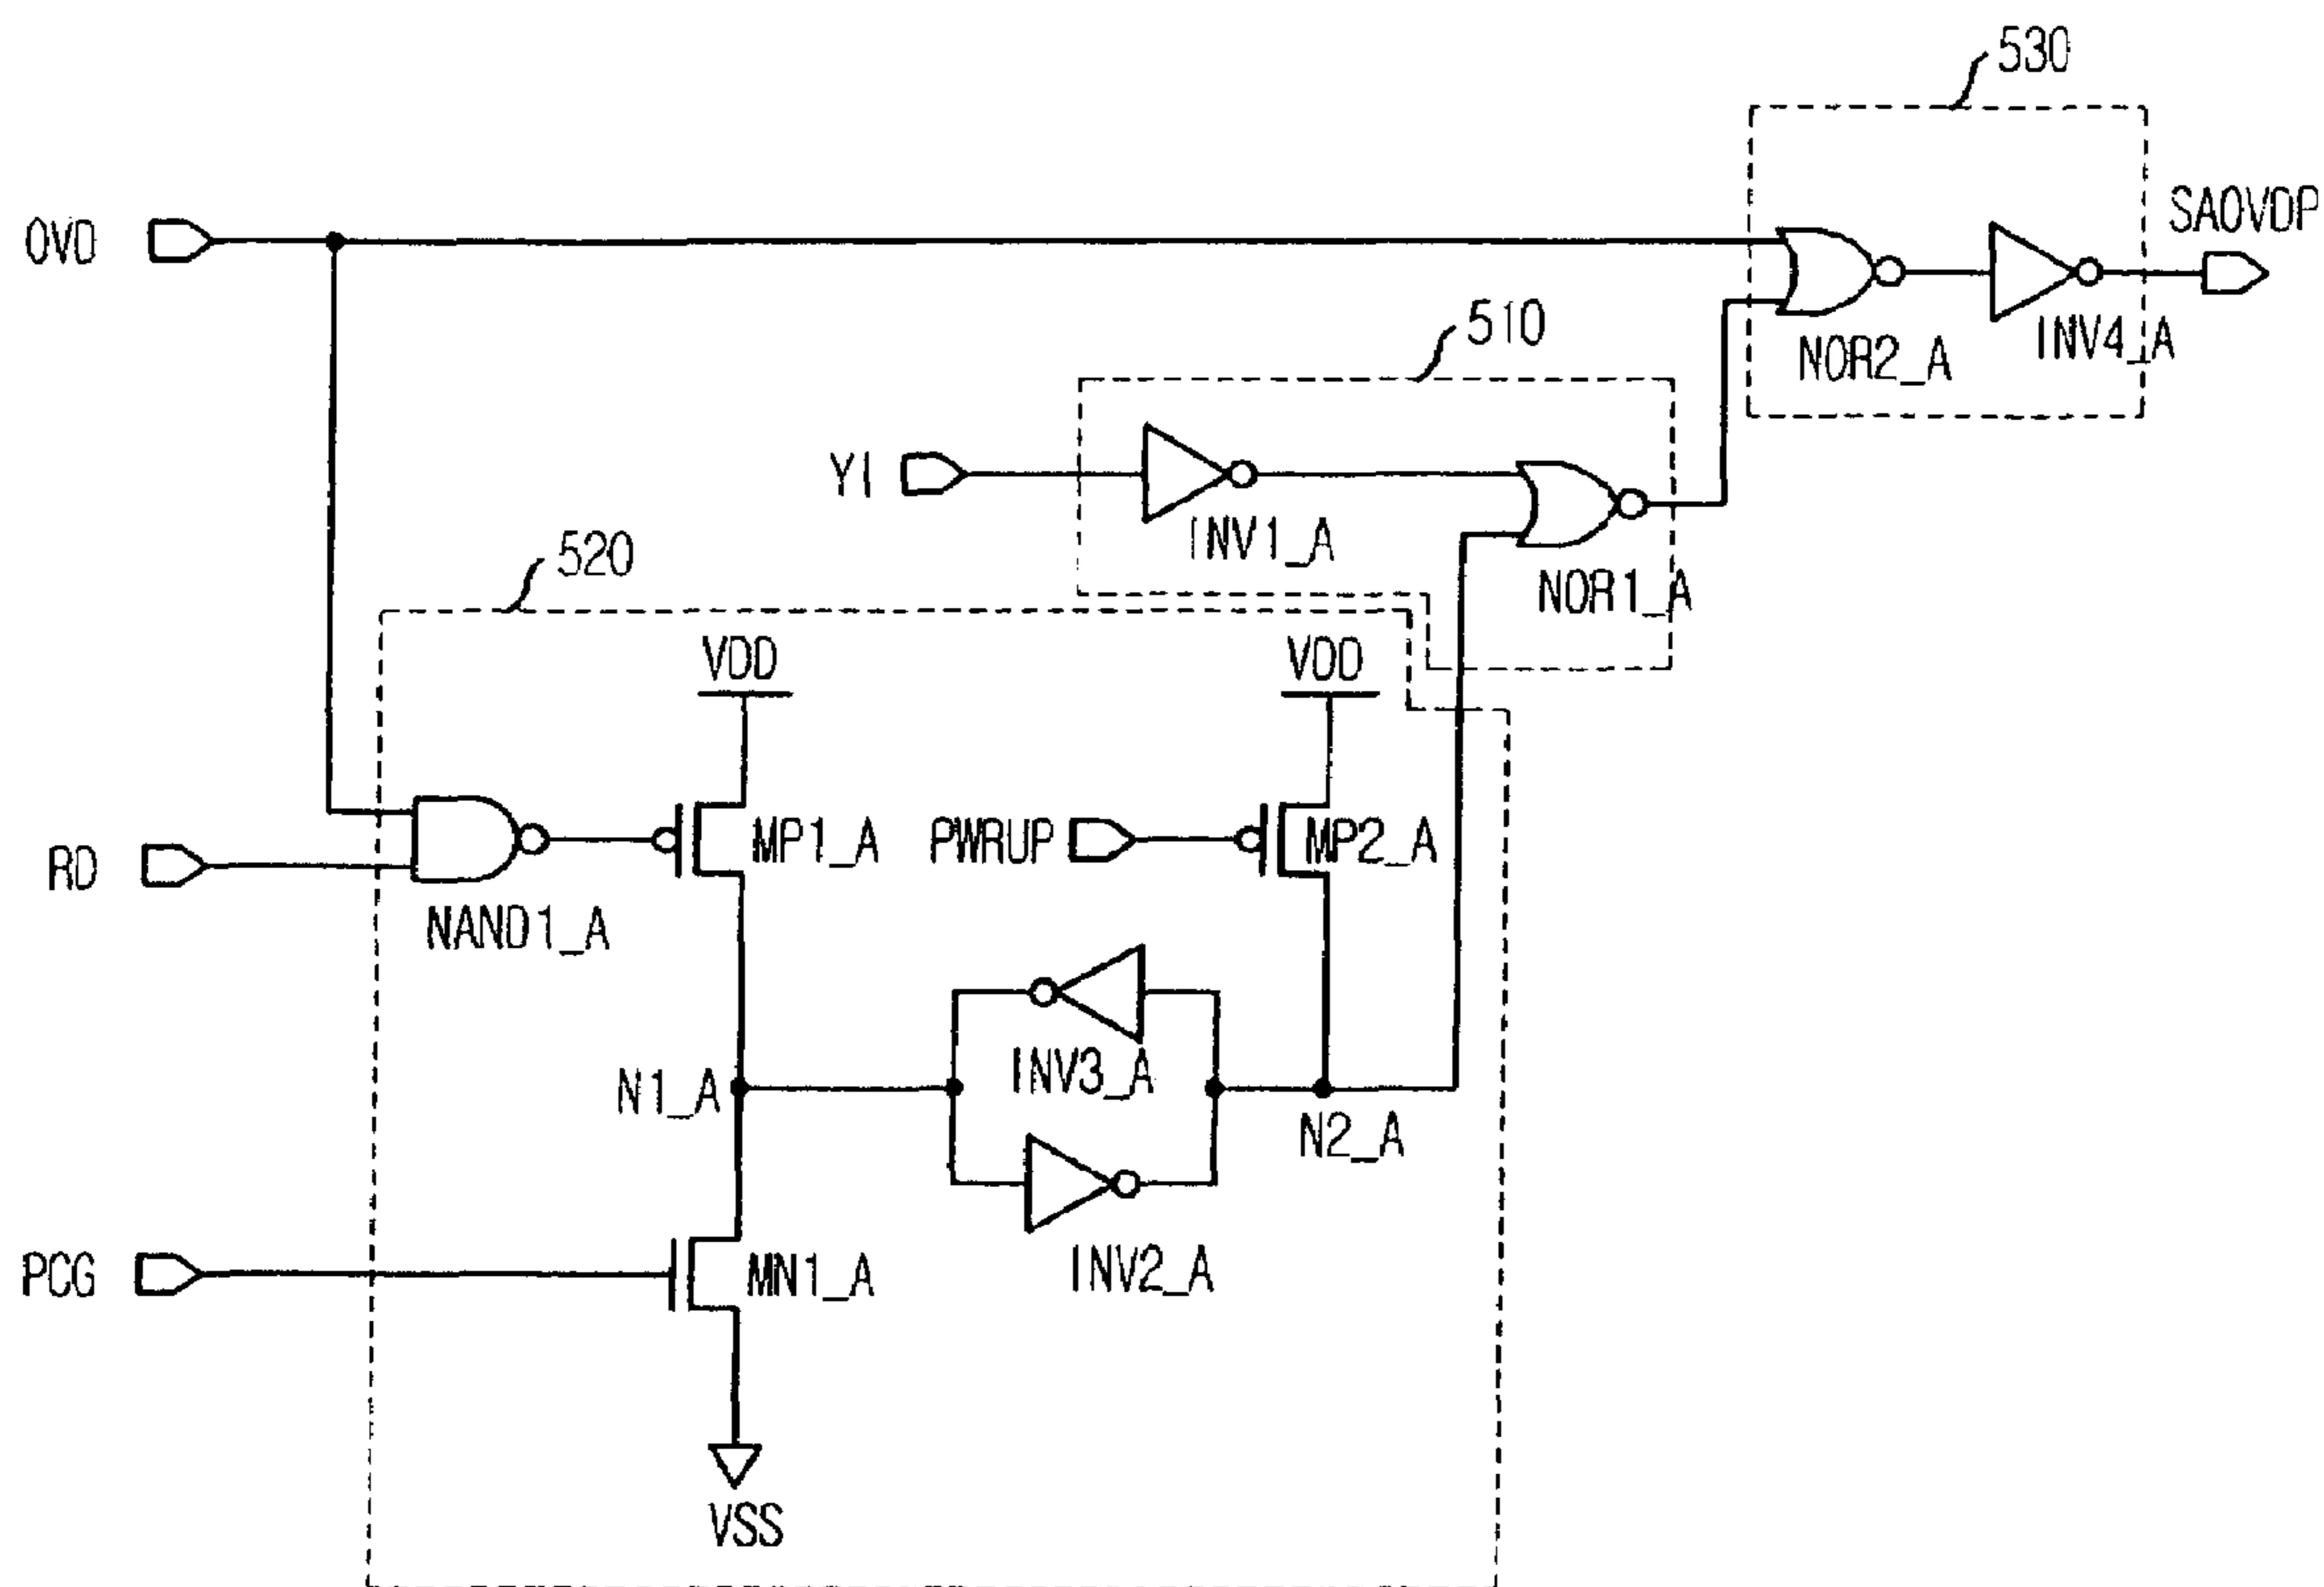 530
OVD
SAOVDP
510
NOR2_A
INV4_A
YI
INV1_A
520
NOR1_A
VDD
VDD
MP1_A
PWRUP
MP2_A
RD
NAND1_A
INV3_A
N1_A
N2_A
PCG
MN1_A
INV2_A
VSS